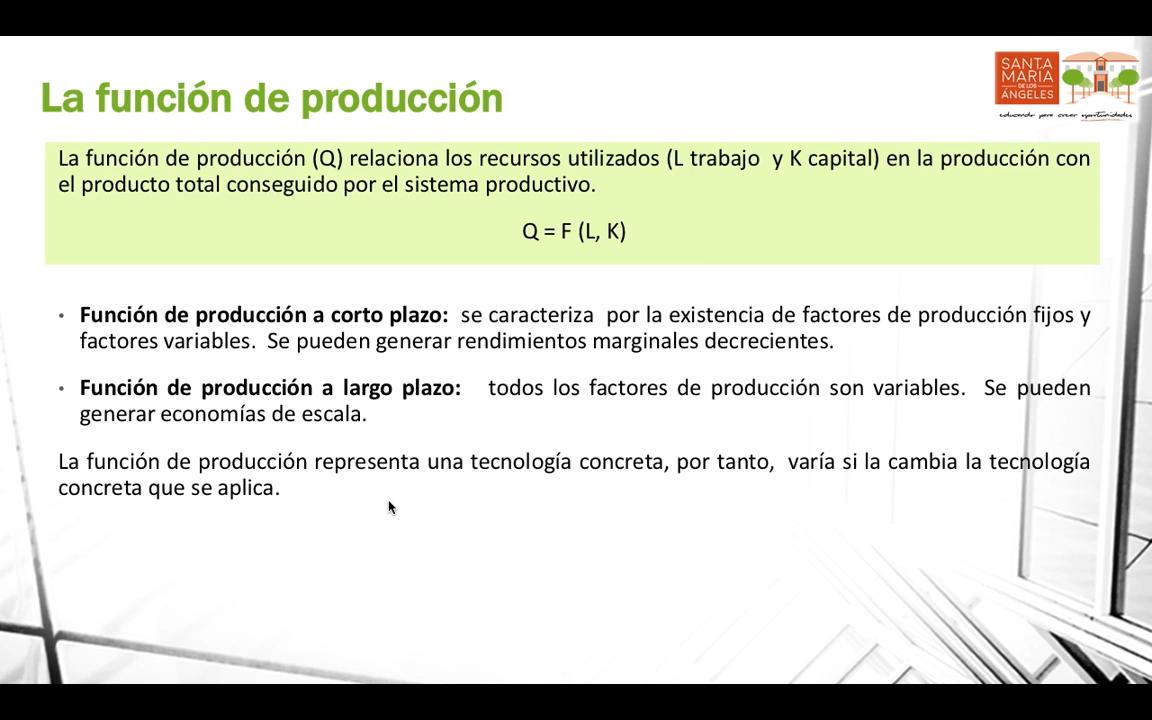 La función de producción
SANTA
MARIA
DE LOS
ÁNGELES
educando para crear oportunidades
La función de producción (Q) relaciona los recursos utilizados (L trabajo y K capital) en la producción con
el producto total conseguido por el sistema productivo.
Q = F (L, K)
• Función de producción a corto plazo: se caracteriza por la existencia de factores de producción fijos y
factores variables. Se pueden generar rendimientos marginales decrecientes.
• Función de producción a largo plazo: todos los factores de producción son variables. Se pueden
generar economías de escala.
La función de producción representa una tecnología concreta, por tanto, varía si la cambia la tecnología
concreta que se aplica.